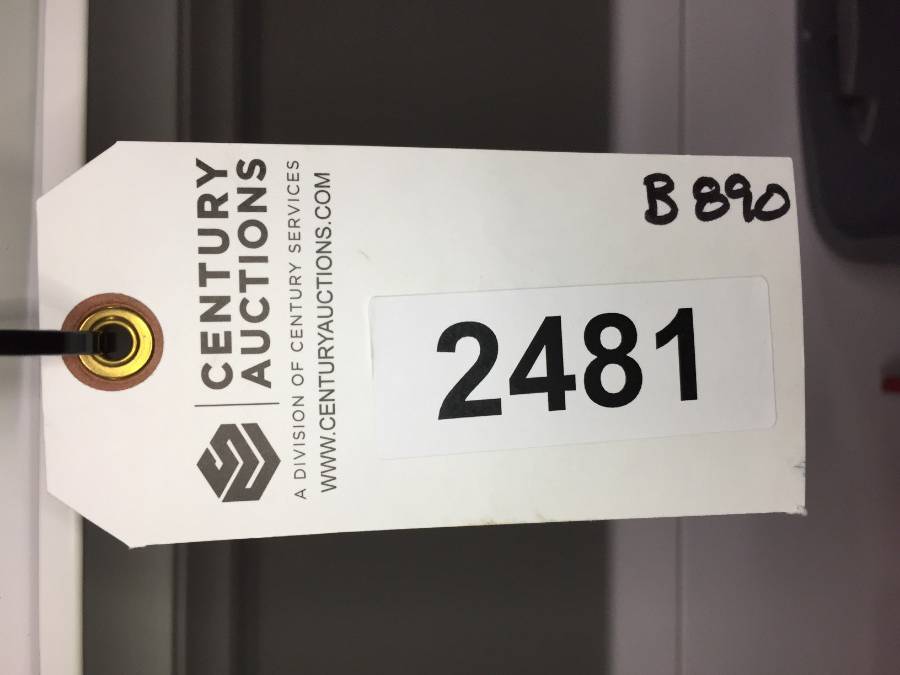 CENTURY
AUCTIONS
A DIVISION OF CENTURY SERVICES
WWW.CENTURYAUCTIONS.COM
B 890
2481